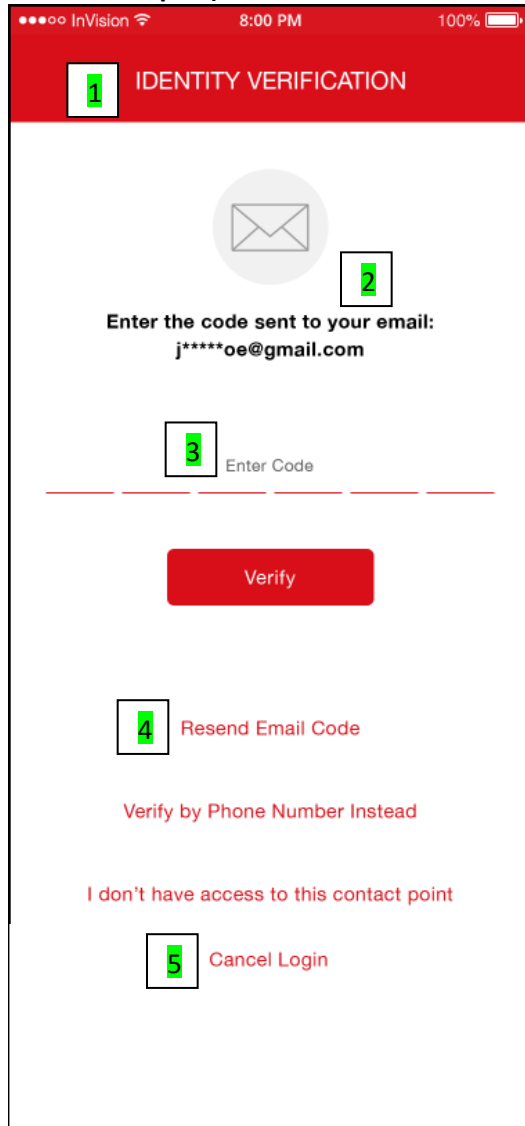 ●●●○○ InVision 8:00 PM 100%
1 IDENTITY VERIFICATION
2
Enter the code sent to your email:
j*****oe@gmail.com
3 Enter Code
Verify
4 Resend Email Code
Verify by Phone Number Instead
I don't have access to this contact point
5 Cancel Login